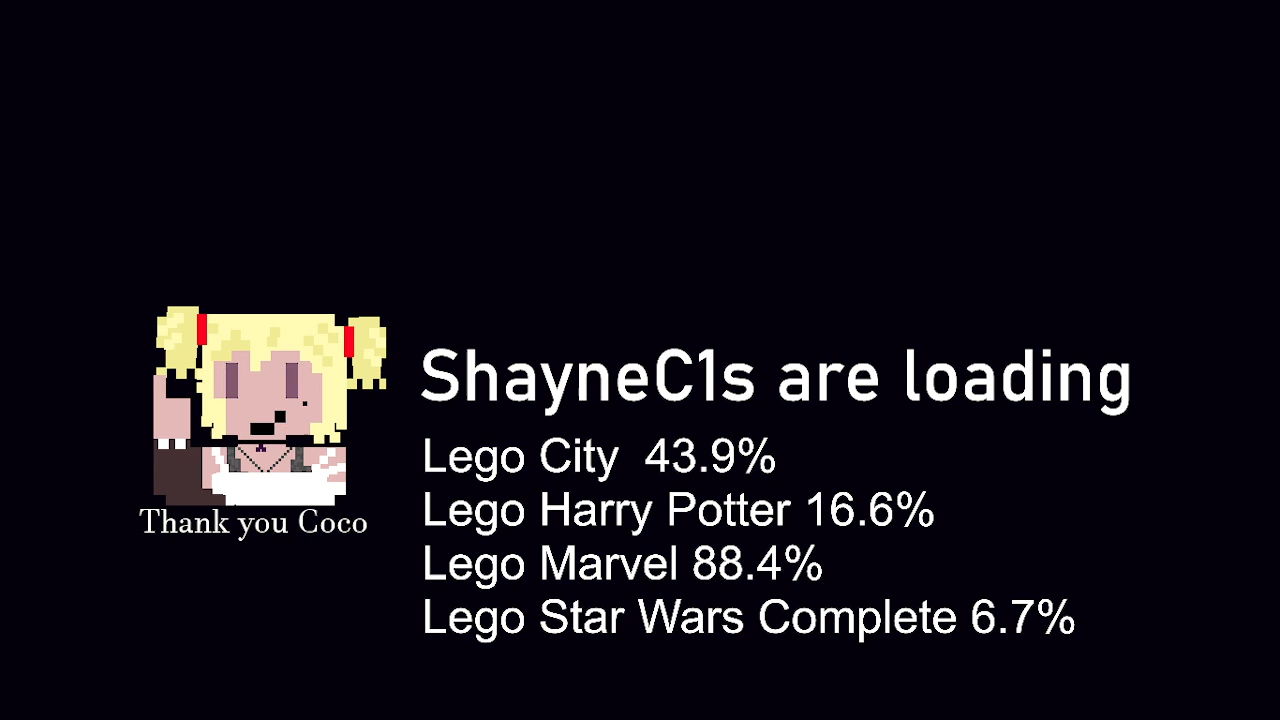 ShayneC1s are loading
Lego City 43.9%
Lego Harry Potter 16.6%
Lego Marvel 88.4%
Lego Star Wars Complete 6.7%
Thank you Coco